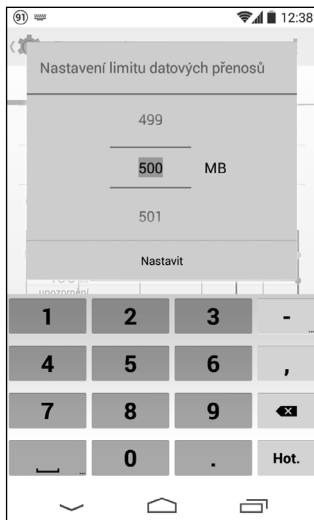 91 12:38
Nastavení limitu datových přenosů
499
500 MB
501
Nastavit
upozornění
1 2 3 -
4 5 6 ,
7 8 9
0 . Hot.